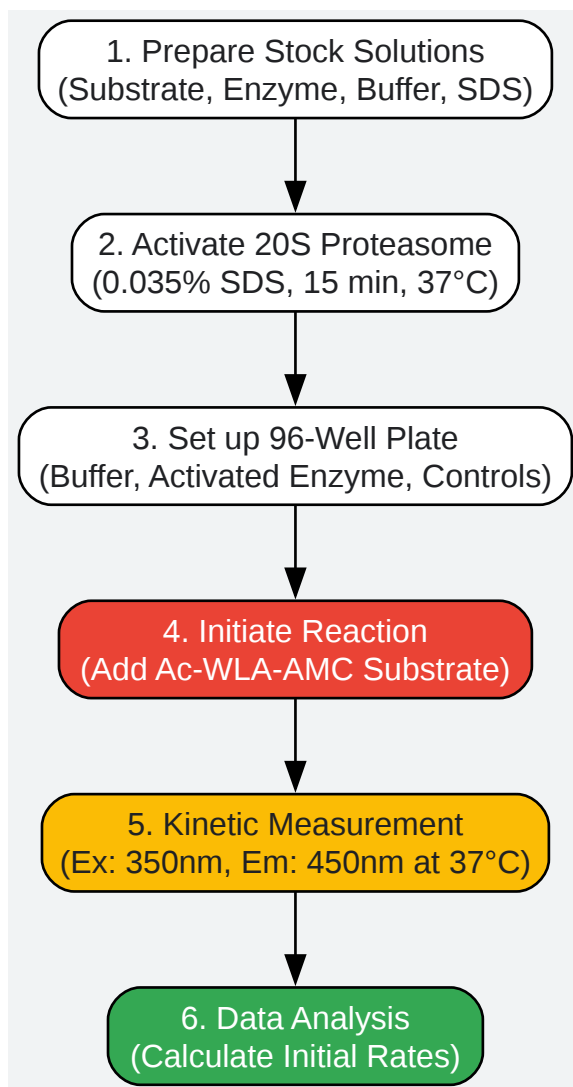 1. Prepare Stock Solutions
(Substrate, Enzyme, Buffer, SDS)
2. Activate 20S Proteasome
(0.035% SDS, 15 min, 37°C)
3. Set up 96-Well Plate
(Buffer, Activated Enzyme, Controls)
4. Initiate Reaction
(Add Ac-WLA-AMC Substrate)
5. Kinetic Measurement
(Ex: 350nm, Em: 450nm at 37°C)
6. Data Analysis
(Calculate Initial Rates)